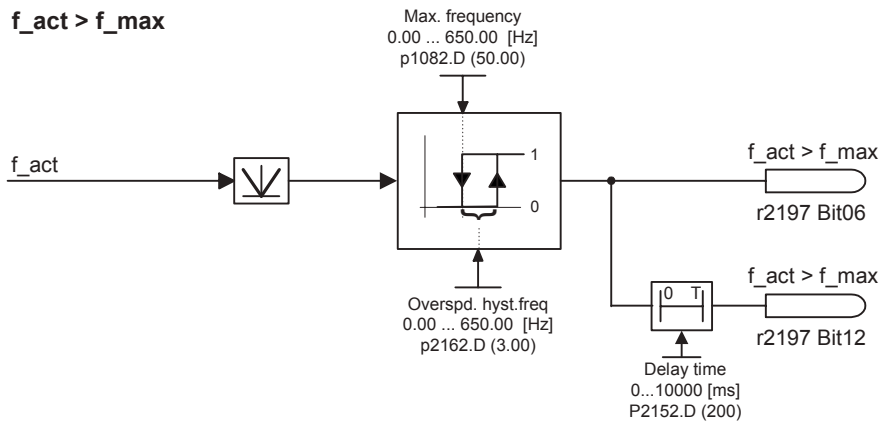 f_act > f_max
Max. frequency
0.00 ... 650.00 [Hz]
p1082.D (50.00)
f_act
1
0
f_act > f_max
r2197 Bit06
Overspd. hyst.freq
0.00 ... 650.00 [Hz]
p2162.D (3.00)
f_act > f_max
0 T
r2197 Bit12
Delay time
0...10000 [ms]
P2152.D (200)